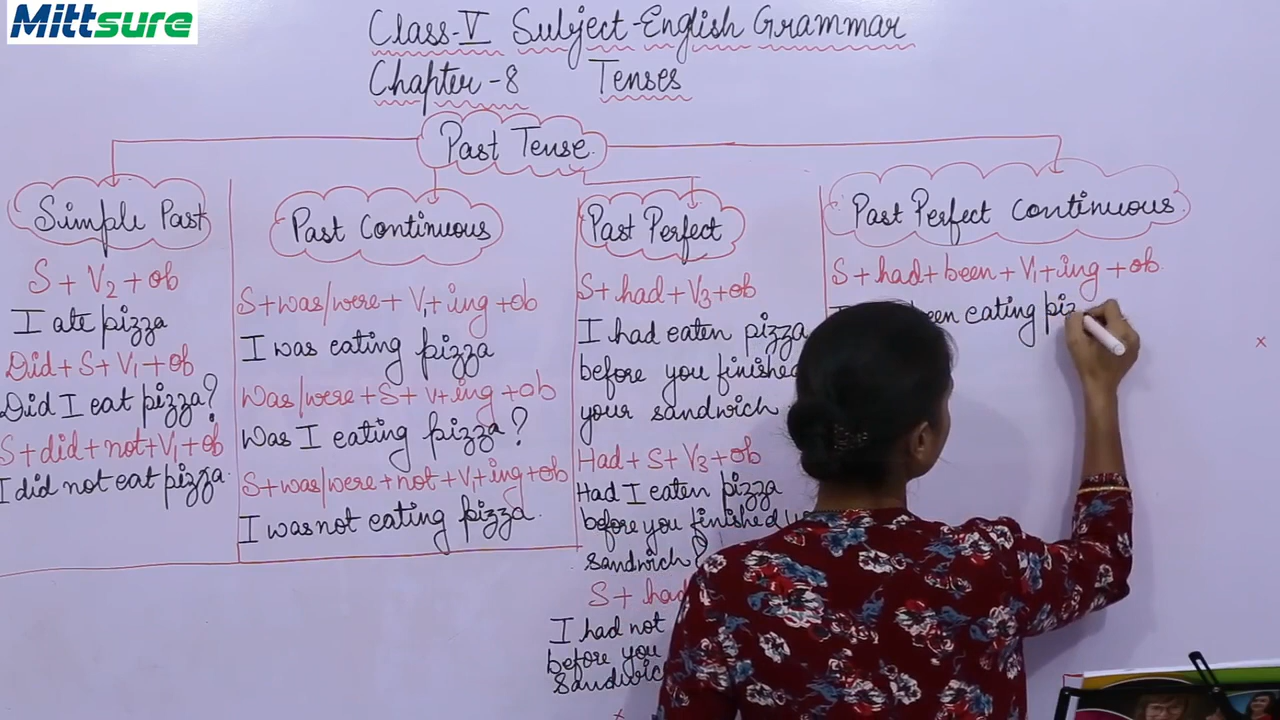 Mittsure
Class-V Subject-English Grammar
Chapter-8 Tenses
Past Tense
Simple Past
S + V2 + ob
I ate pizza
Did + S + V1 + ob
Did I eat pizza?
S + did + not + V1 + ob
I did not eat pizza.
Past Continuous
S + was/were + V1 + ing + ob
I was eating pizza
Was/were + S + V1 + ing + ob
Was I eating pizza?
S + was/were + not + V1 + ing + ob
I was not eating pizza.
Past Perfect
S + had + V3 + ob
I had eaten pizza
before you finished
your sandwich
Had + S + V3 + ob
Had I eaten pizza
before you finished
sandwich?
S + had
I had not
before you
Past Perfect Continuous
S + had + been + V1 + ing + ob.
been eating piz